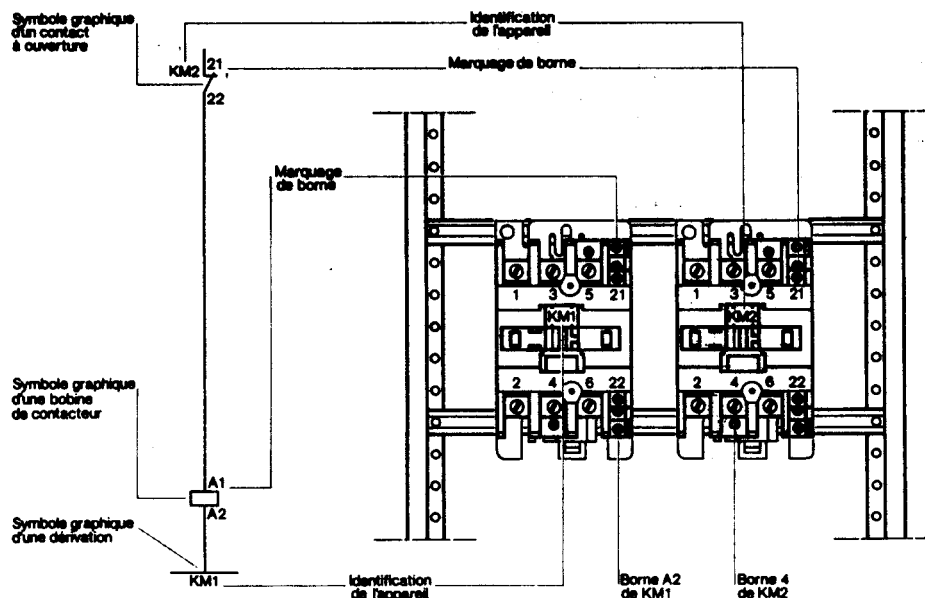 Symbole graphique
d'un contact
à ouverture
Identification
de l'appareil
KM2
21
22
Marquage de borne
Marquage
de borne
1
3
5
21
KM1
2
4
6
22
1
3
5
21
KM2
2
4
6
22
Symbole graphique
d'une bobine
de contacteur
A1
A2
Symbole graphique
d'une dérivation
KM1
Identification
de l'appareil
Borne A2
de KM1
Borne 4
de KM2